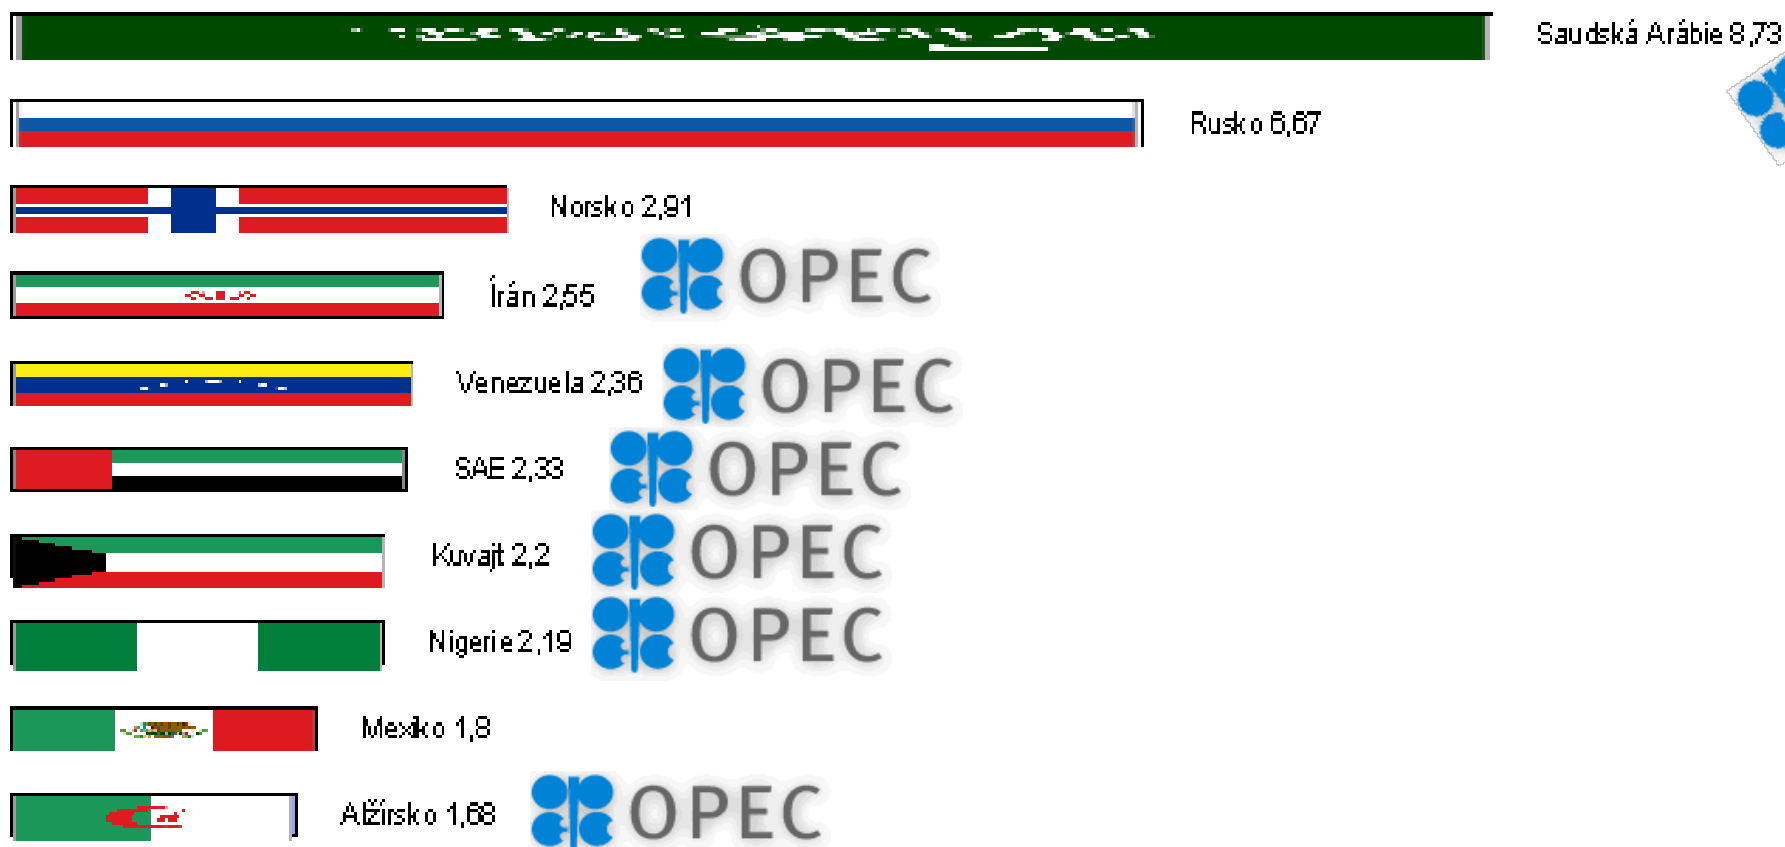 Saudská Arábie 8,73
Rusko 6,67
Norsko 2,91
Írán 2,55 OPEC
Venezuela 2,36 OPEC
SAE 2,33 OPEC
Kuvajt 2,2 OPEC
Nigerie 2,19 OPEC
Mexiko 1,8
Alžírsko 1,68 OPEC